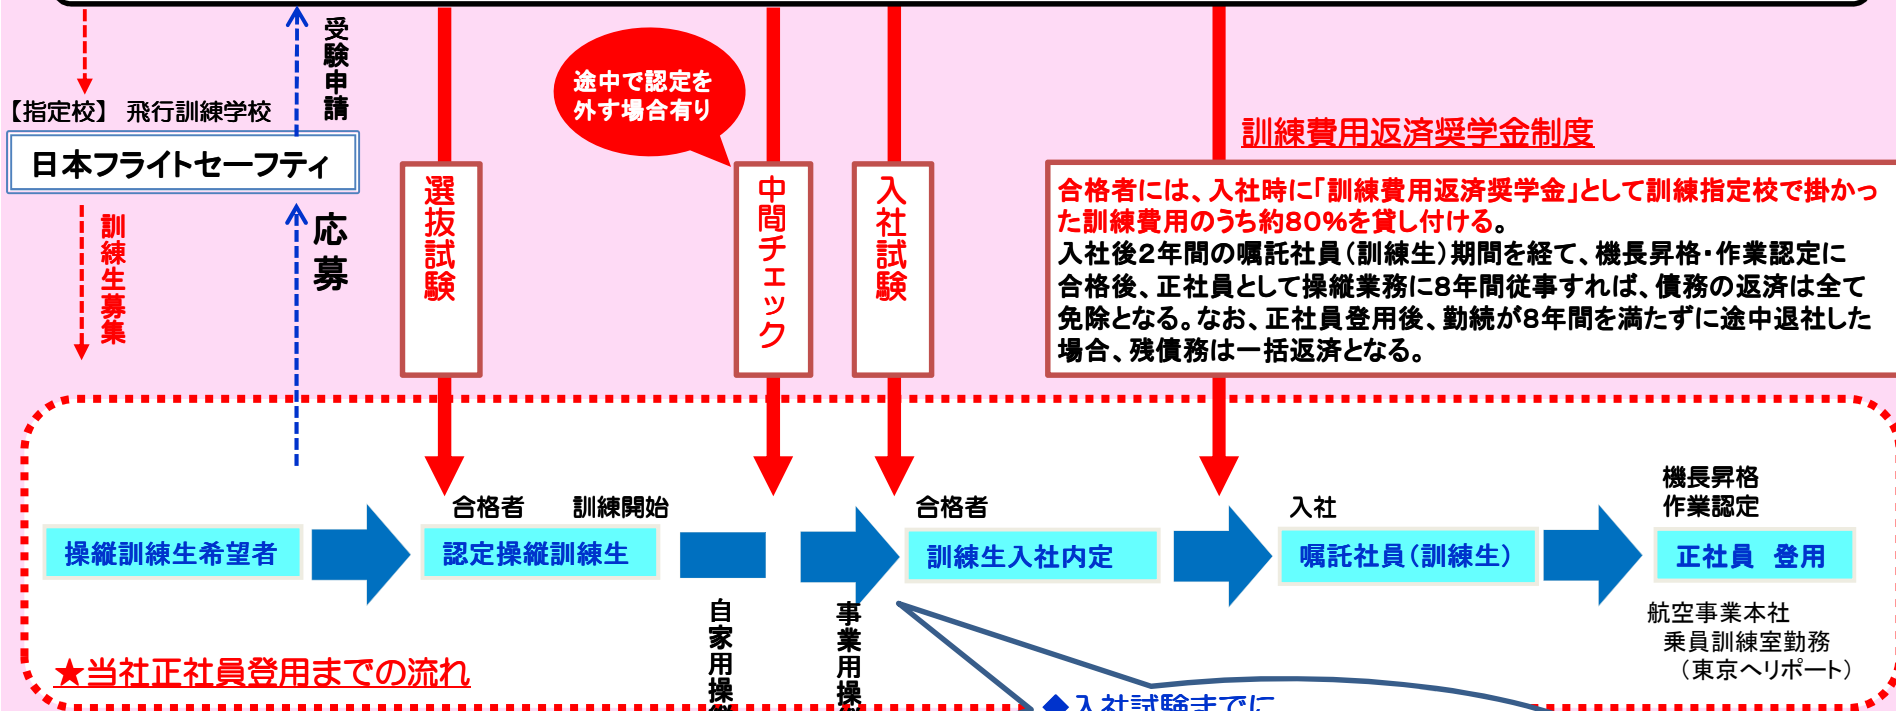 受験申請
途中で認定を
外す場合有り
【指定校】 飛行訓練学校
日本フライトセーフティ
訓練生募集
応募
選抜試験
中間チェック
入社試験
訓練費用返済奨学金制度
合格者には、入社時に｢訓練費用返済奨学金｣として訓練指定校で掛かっ
た訓練費用のうち約80％を貸し付ける。
入社後2年間の嘱託社員（訓練生）期間を経て、機長昇格・作業認定に
合格後、正社員として操縦業務に8年間従事すれば、債務の返済は全て
免除となる。なお、正社員登用後、勤続が8年間を満たずに途中退社した
場合、残債務は一括返済となる。
操縦訓練生希望者
合格者 訓練開始
認定操縦訓練生
合格者
訓練生入社内定
入社
嘱託社員（訓練生）
機長昇格
作業認定
正社員 登用
航空事業本社
乗員訓練室勤務
（東京ヘリポート）
自家用操縦
事業用操縦
★当社正社員登用までの流れ
◆入社試験までに